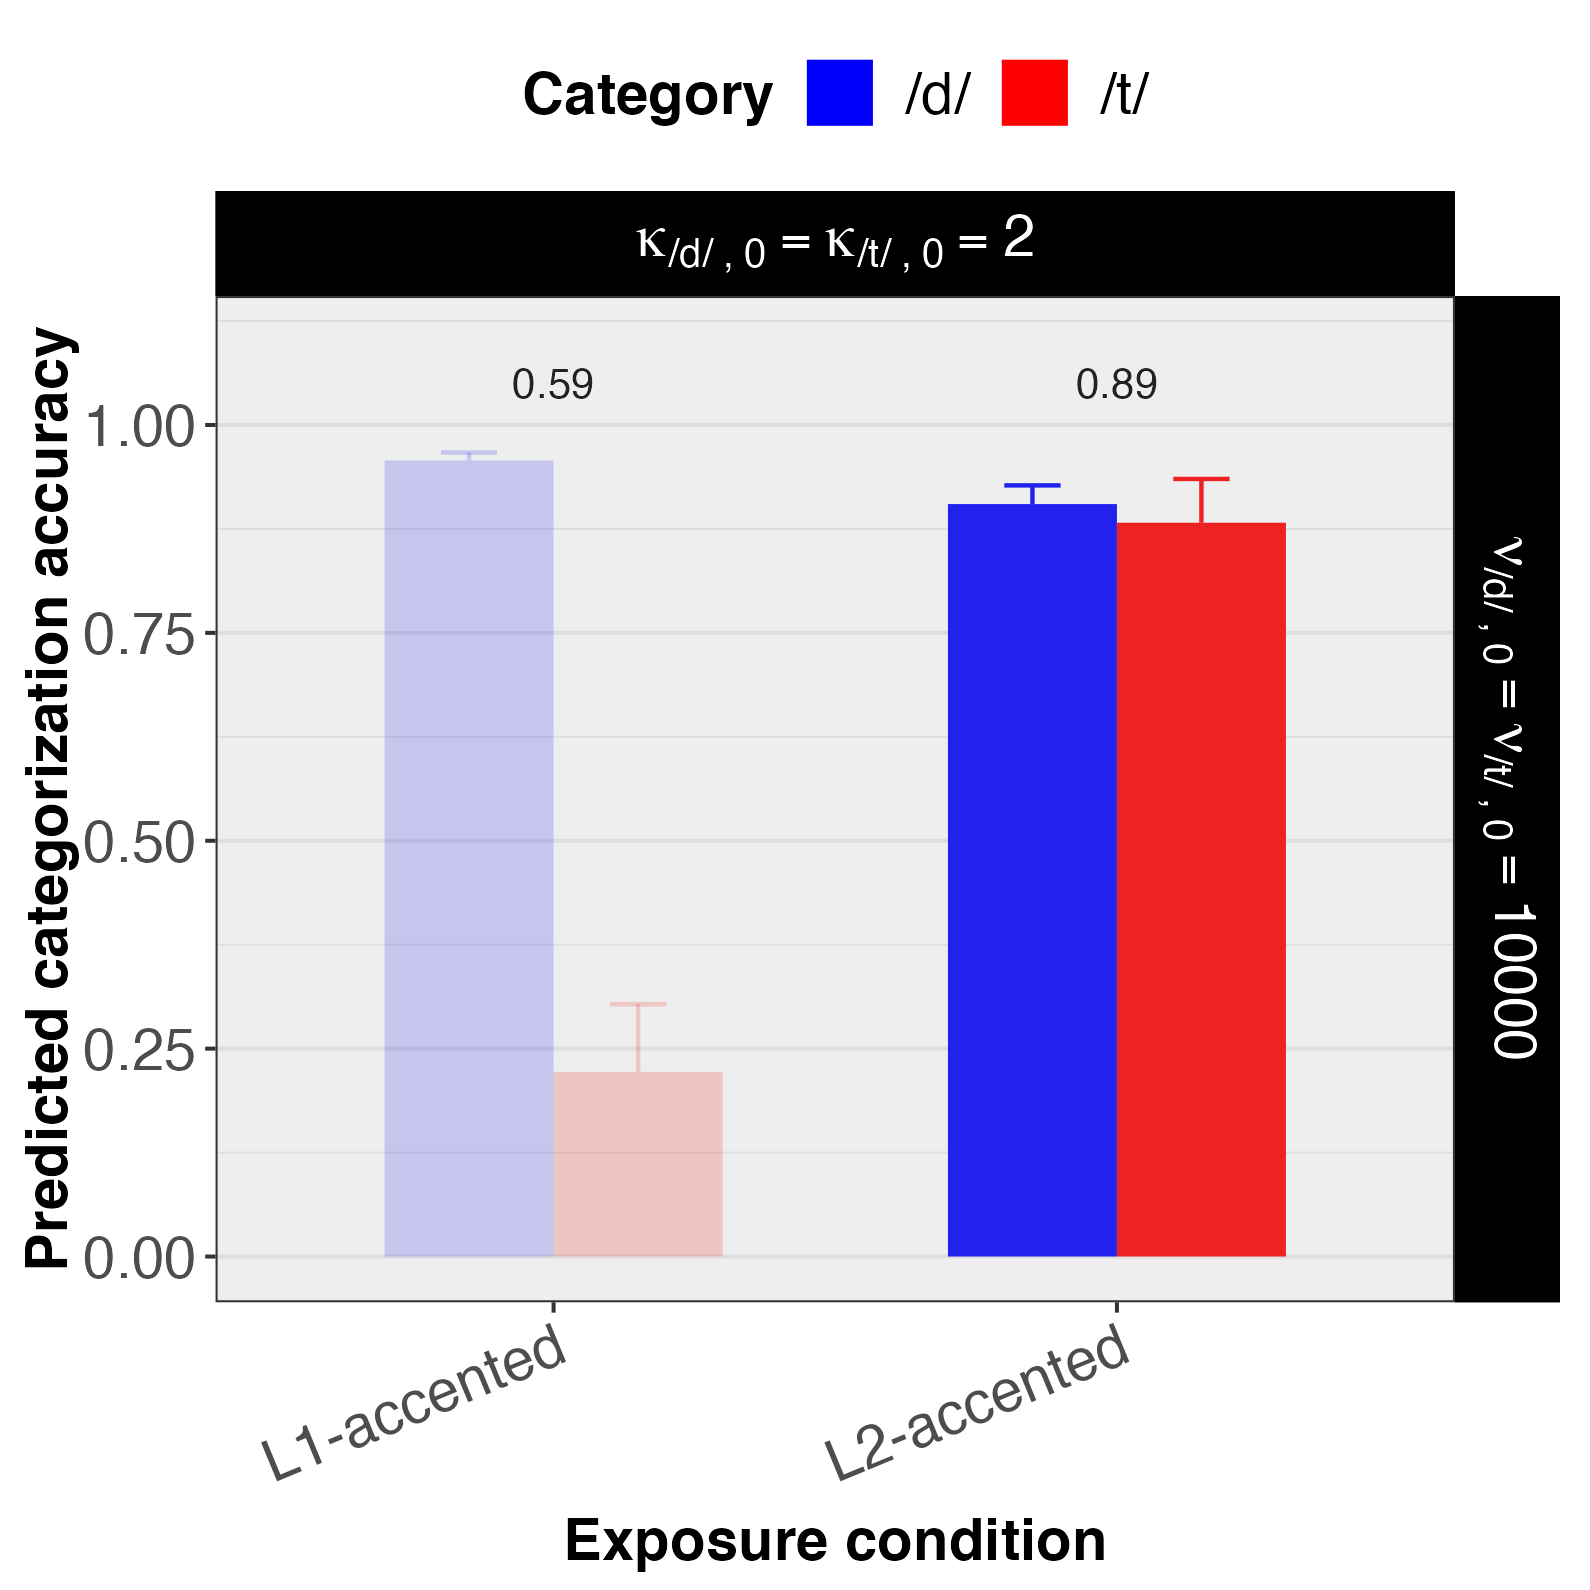 Category /d/ /t/
κ/d/ , 0 = κ/t/ , 0 = 2
ν/d/ , 0 = ν/t/ , 0 = 10000
0.59 0.89
Predicted categorization accuracy
1.00
0.75
0.50
0.25
0.00
L1-accented L2-accented
Exposure condition